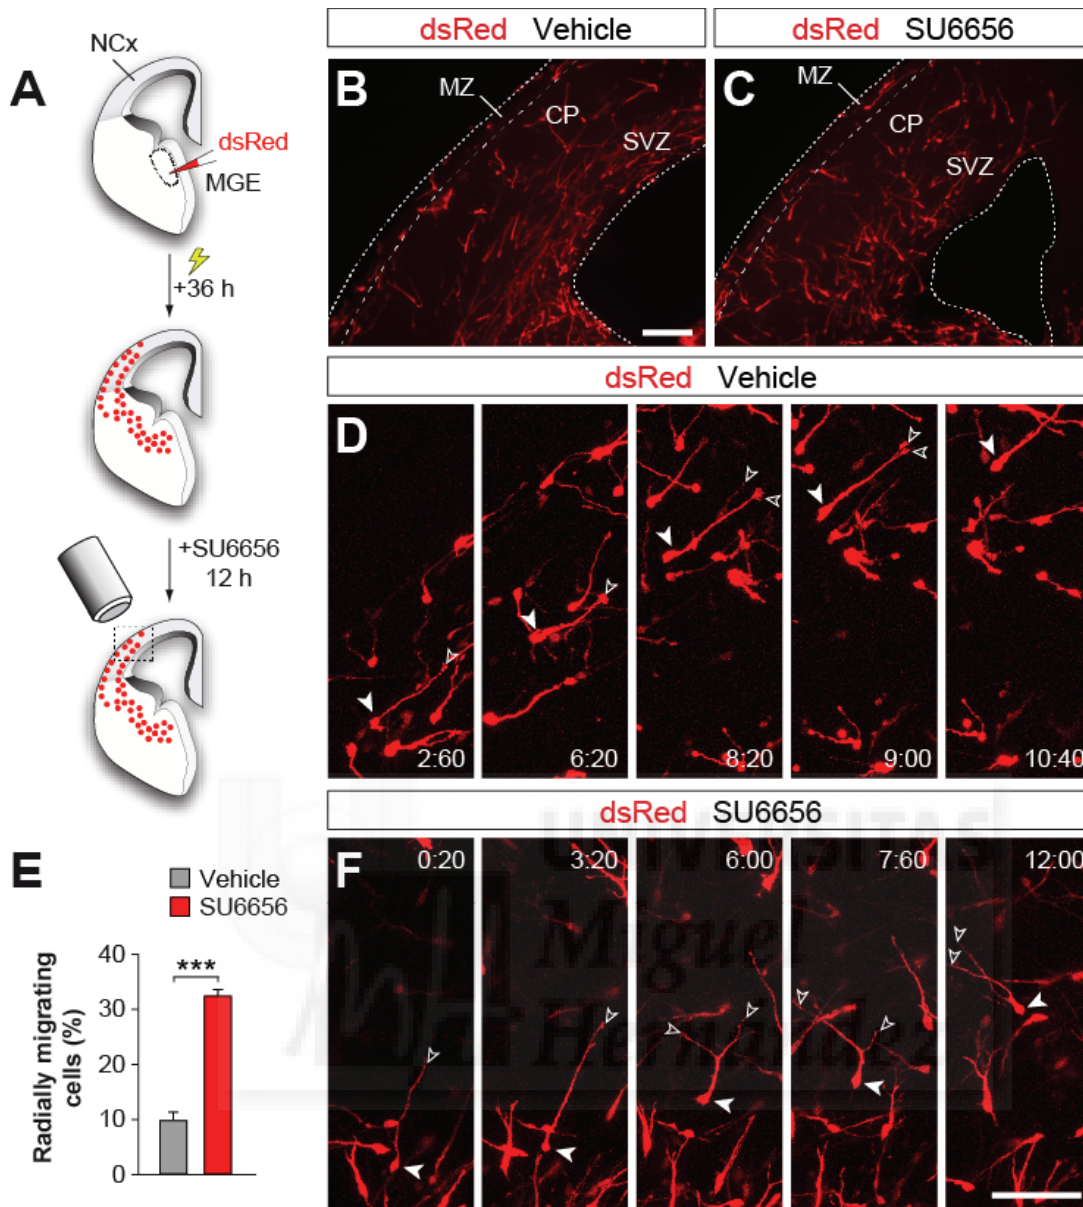 A
NCx
dsRed
MGE
+36 h
+SU6656
12 h
dsRed Vehicle
B
MZ
CP
SVZ
dsRed SU6656
C
MZ
CP
SVZ
dsRed Vehicle
D
2:60
6:20
8:20
9:00
10:40
E
Vehicle
SU6656
Radially migrating
cells (%)
40
30
20
10
0
***
dsRed SU6656
F
0:20
3:20
6:00
7:60
12:00
UNIVERSITAS
Miguel
Hernández